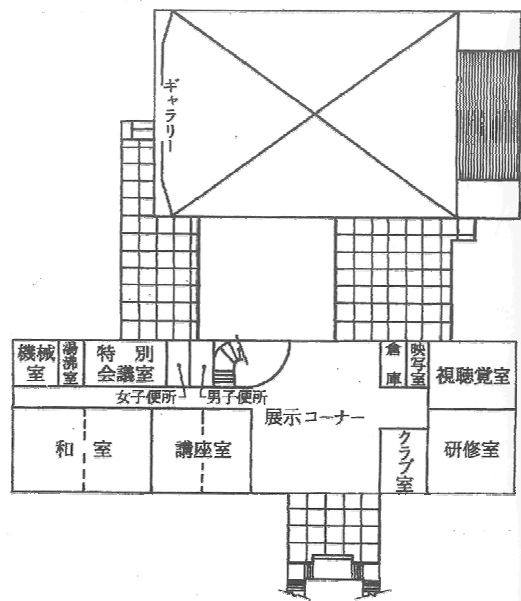 ギャラリー
機械室
湯沸室
特別会議室
倉庫
映写室
視聴覚室
女子便所
男子便所
展示コーナー
和室
講座室
クラブ室
研修室